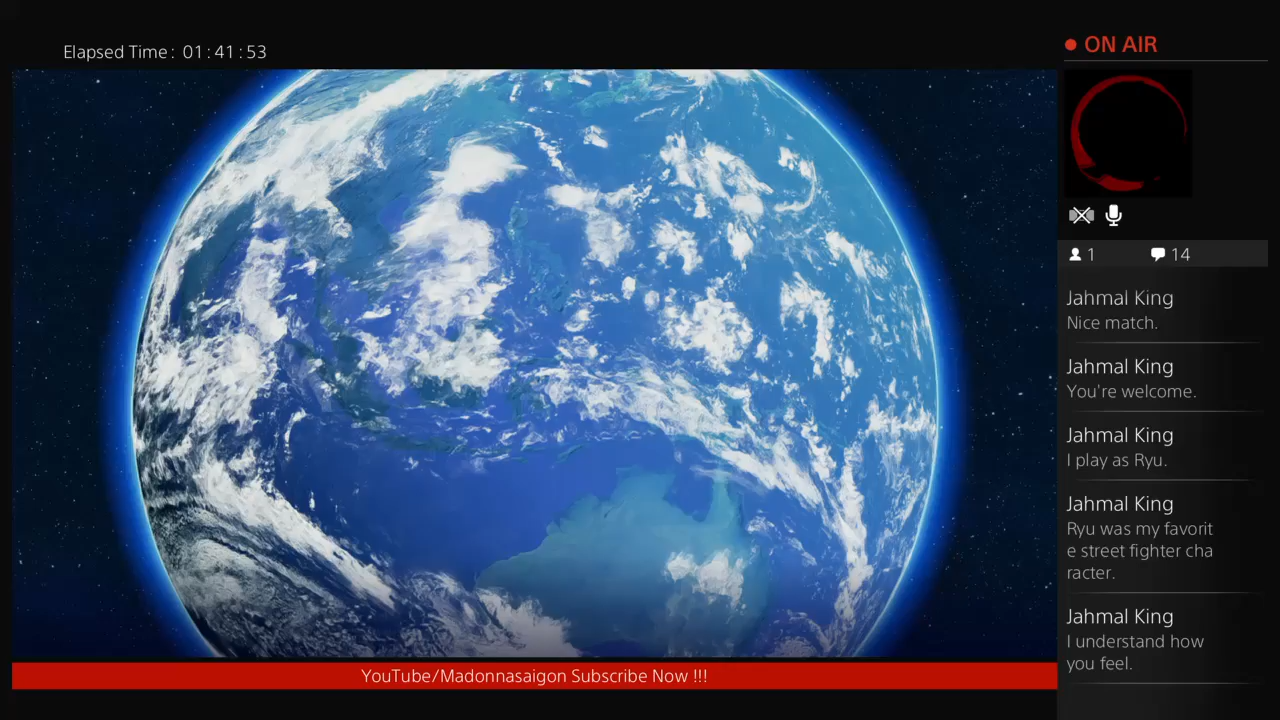 Elapsed Time: 01:41:53
ON AIR
1
14
Jahmal King
Nice match.
Jahmal King
You're welcome.
Jahmal King
I play as Ryu.
Jahmal King
Ryu was my favorit
e street fighter cha
racter.
Jahmal King
I understand how
you feel.
YouTube/Madonnasaigon Subscribe Now !!!